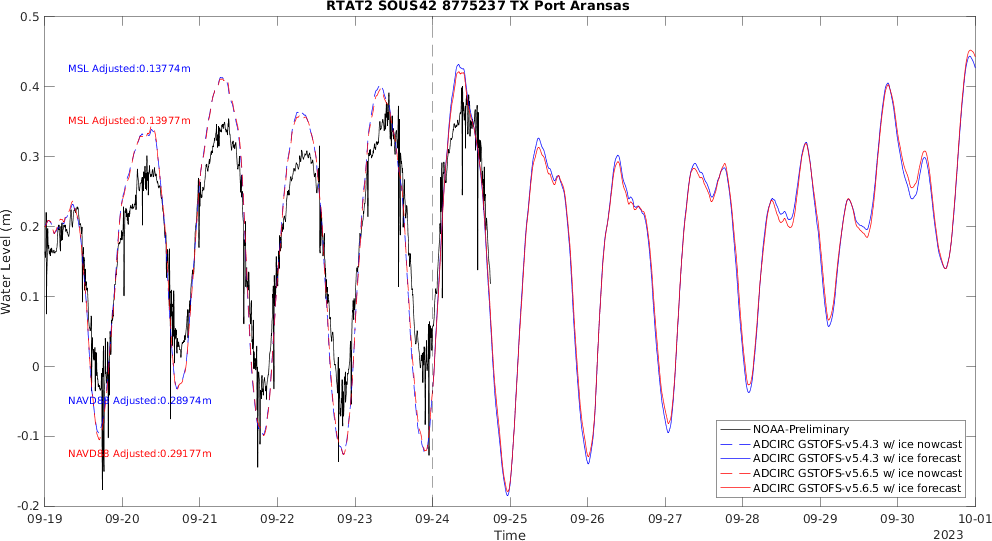 RTAT2 SOUS42 8775237 TX Port Aransas
0.5
0.4
0.3
0.2
0.1
0
-0.1
-0.2
Water Level (m)
MSL Adjusted:0.13774m
MSL Adjusted:0.13977m
NAVD88 Adjusted:0.28974m
NAVD88 Adjusted:0.29177m
NOAA-Preliminary
ADCIRC GSTOFS-v5.4.3 w/ ice nowcast
ADCIRC GSTOFS-v5.4.3 w/ ice forecast
ADCIRC GSTOFS-v5.6.5 w/ ice nowcast
ADCIRC GSTOFS-v5.6.5 w/ ice forecast
09-19 09-20 09-21 09-22 09-23 09-24 09-25 09-26 09-27 09-28 09-29 09-30 10-01
Time
2023